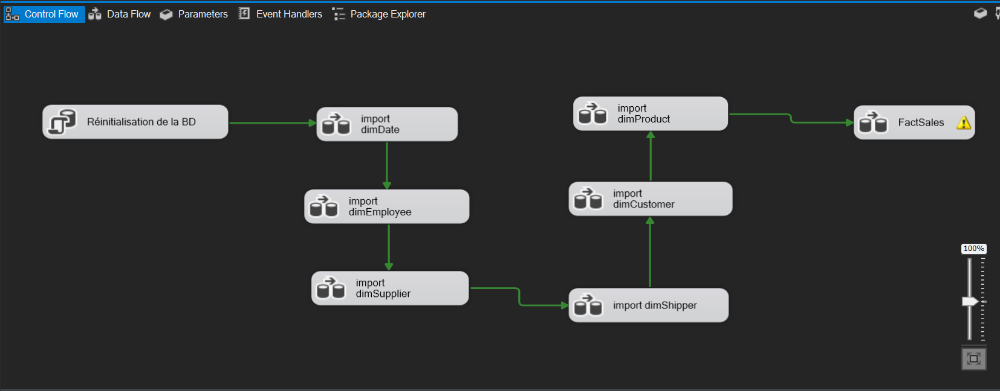 Control Flow
Data Flow
Parameters
Event Handlers
Package Explorer
Réinitialisation de la BD
import
dimDate
import
dimEmployee
import
dimSupplier
import dimShipper
import
dimCustomer
import
dimProduct
FactSales
100%